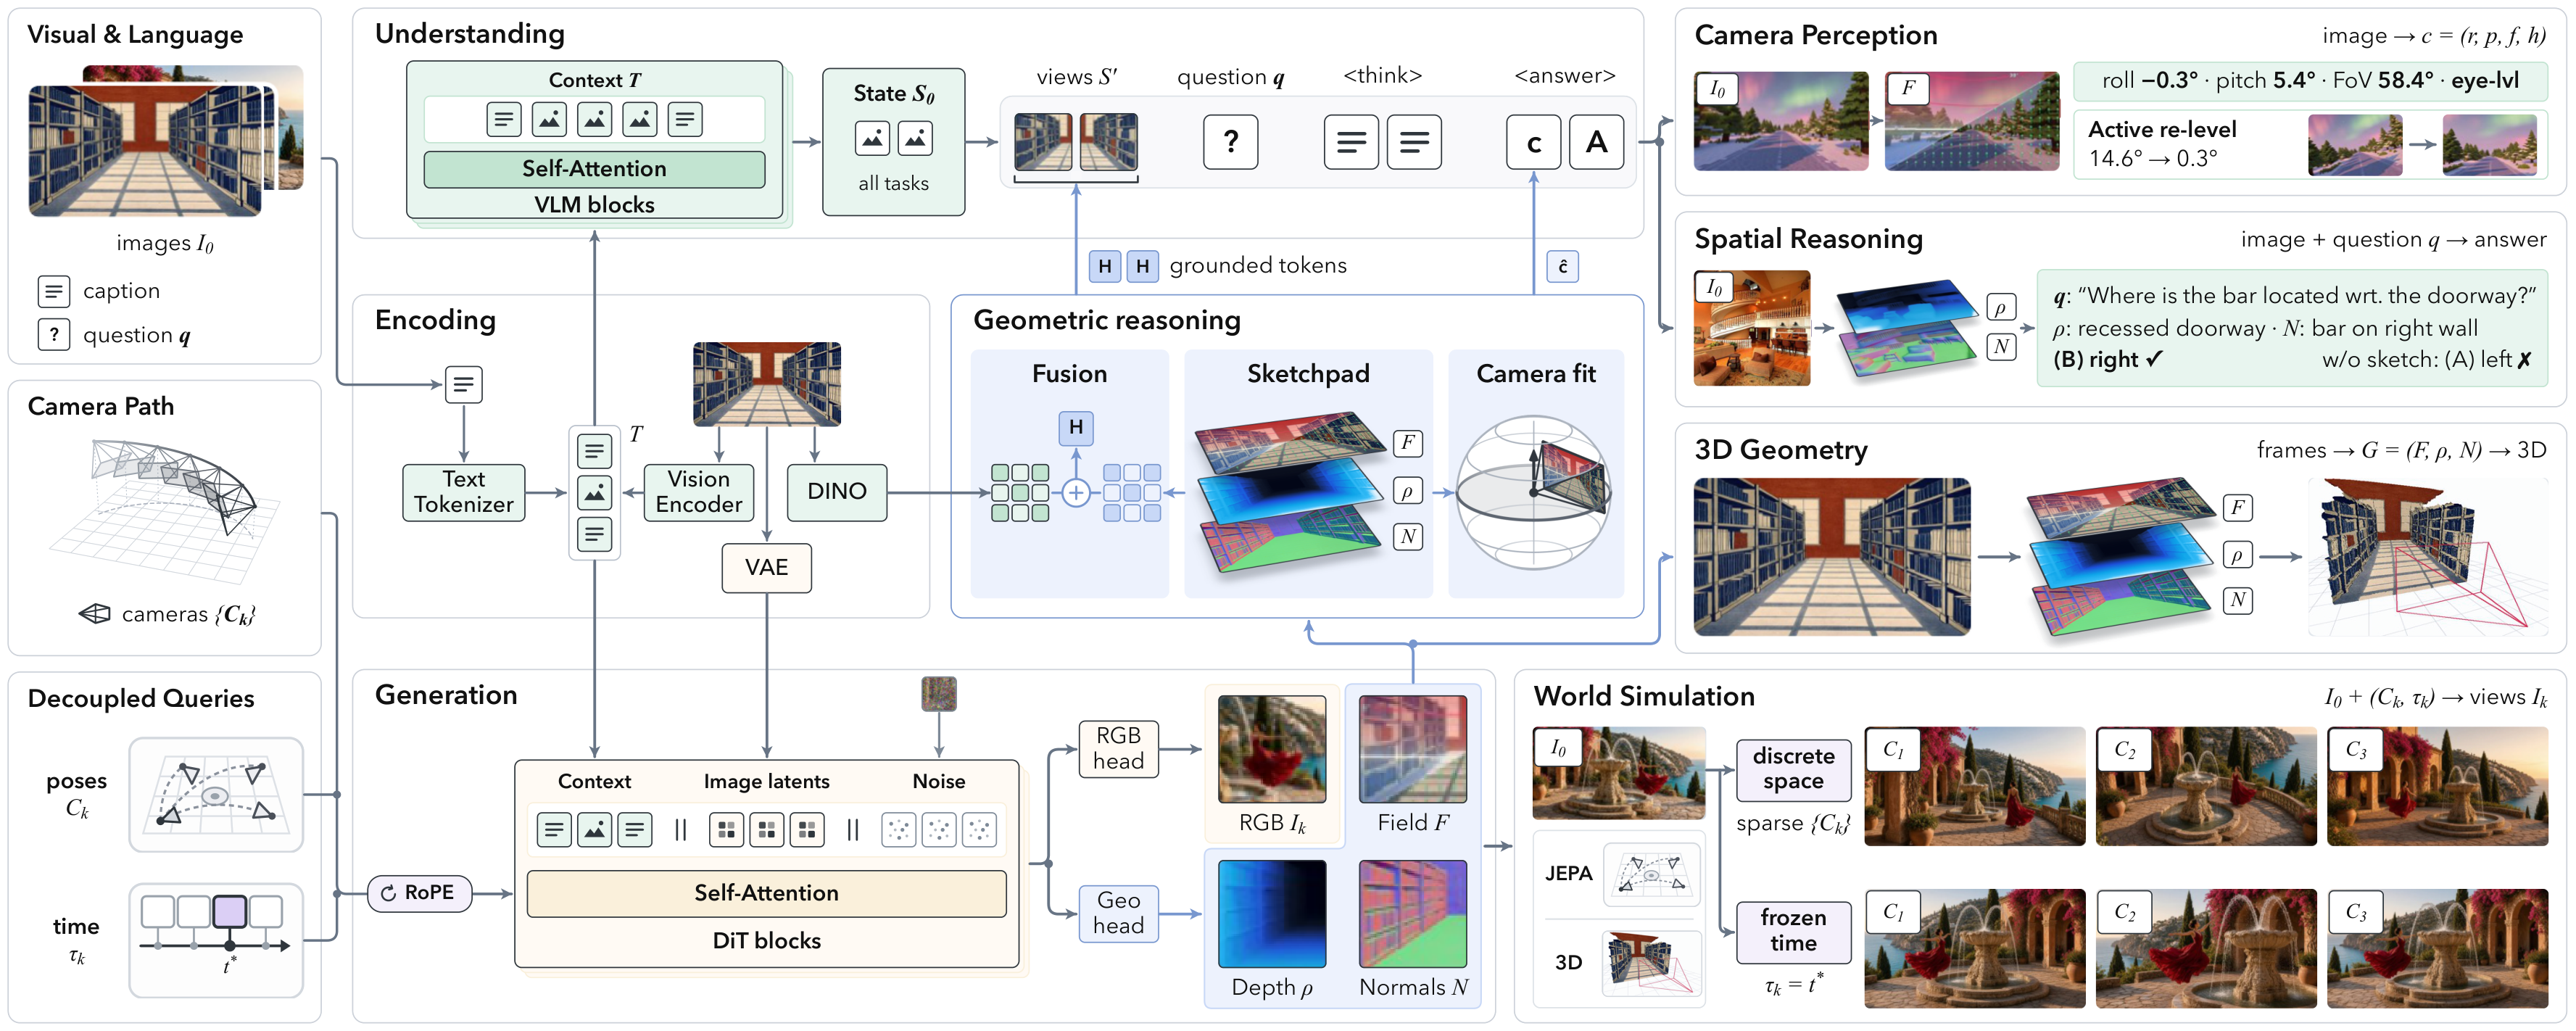 Visual & Language
images I₀
caption
? question q
Camera Path
cameras {Cₖ}
Decoupled Queries
poses
Cₖ
time
τₖ
t*
Understanding
Context T
Self-Attention
VLM blocks
State S₀
all tasks
views S′
question q
<think>
<answer>
?
c
A
H H grounded tokens
ĉ
Encoding
Text
Tokenizer
T
Vision
Encoder
DINO
VAE
Geometric reasoning
Fusion
H
+
Sketchpad
F
ρ
N
Camera fit
RoPE
Generation
Context
Image latents
Noise
||
||
Self-Attention
DiT blocks
RGB
head
Geo
head
RGB Iₖ
Field F
Depth ρ
Normals N
Camera Perception
image → c = (r, p, f, h)
I₀
F
roll −0.3° · pitch 5.4° · FoV 58.4° · eye-lvl
Active re-level
14.6° → 0.3°
Spatial Reasoning
image + question q → answer
I₀
ρ
N
q: “Where is the bar located wrt. the doorway?”
ρ: recessed doorway · N: bar on right wall
(B) right ✓
w/o sketch: (A) left ✗
3D Geometry
frames → G = (F, ρ, N) → 3D
F
ρ
N
World Simulation
I₀ + (Cₖ, τₖ) → views Iₖ
I₀
JEPA
3D
discrete
space
sparse {Cₖ}
C₁
C₂
C₃
frozen
time
τₖ = t*
C₁
C₂
C₃